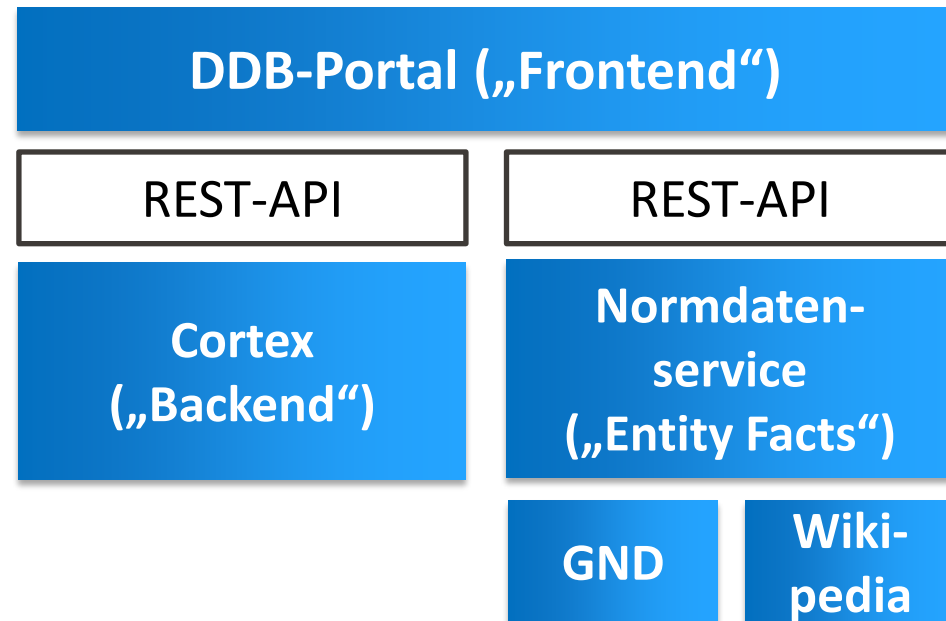 DDB-Portal („Frontend“)
REST-API
REST-API
Cortex
(„Backend“)
Normdaten-
service
(„Entity Facts“)
GND
Wiki-
pedia